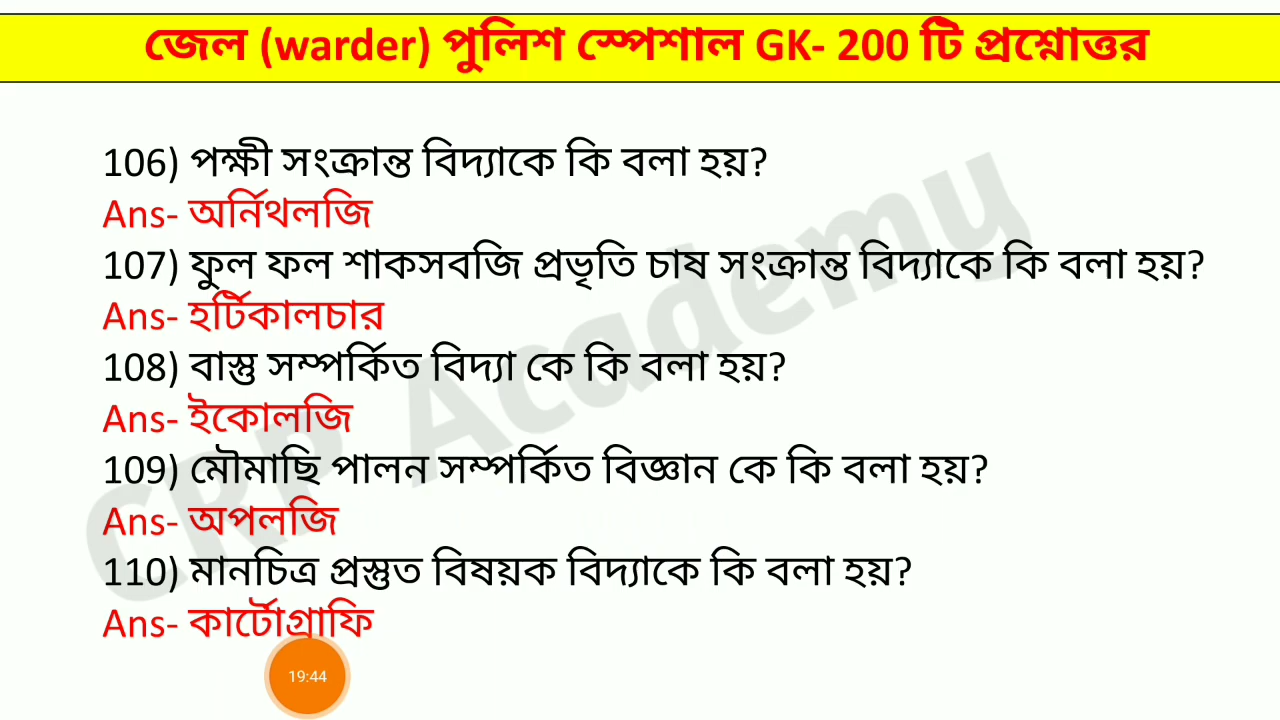 জেল (warder) পুলিশ স্পেশাল GK- 200 টি প্রশ্নোত্তর
106) পক্ষী সংক্রান্ত বিদ্যাকে কি বলা হয়?
Ans- অর্নিথলজি
107) ফুল ফল শাকসবজি প্রভৃতি চাষ সংক্রান্ত বিদ্যাকে কি বলা হয়?
Ans- হর্টিকালচার
108) বাস্তু সম্পর্কিত বিদ্যা কে কি বলা হয়?
Ans- ইকোলজি
109) মৌমাছি পালন সম্পর্কিত বিজ্ঞান কে কি বলা হয়?
Ans- অপলজি
110) মানচিত্র প্রস্তুত বিষয়ক বিদ্যাকে কি বলা হয়?
Ans- কার্টোগ্রাফি
19:44
CRP Academy